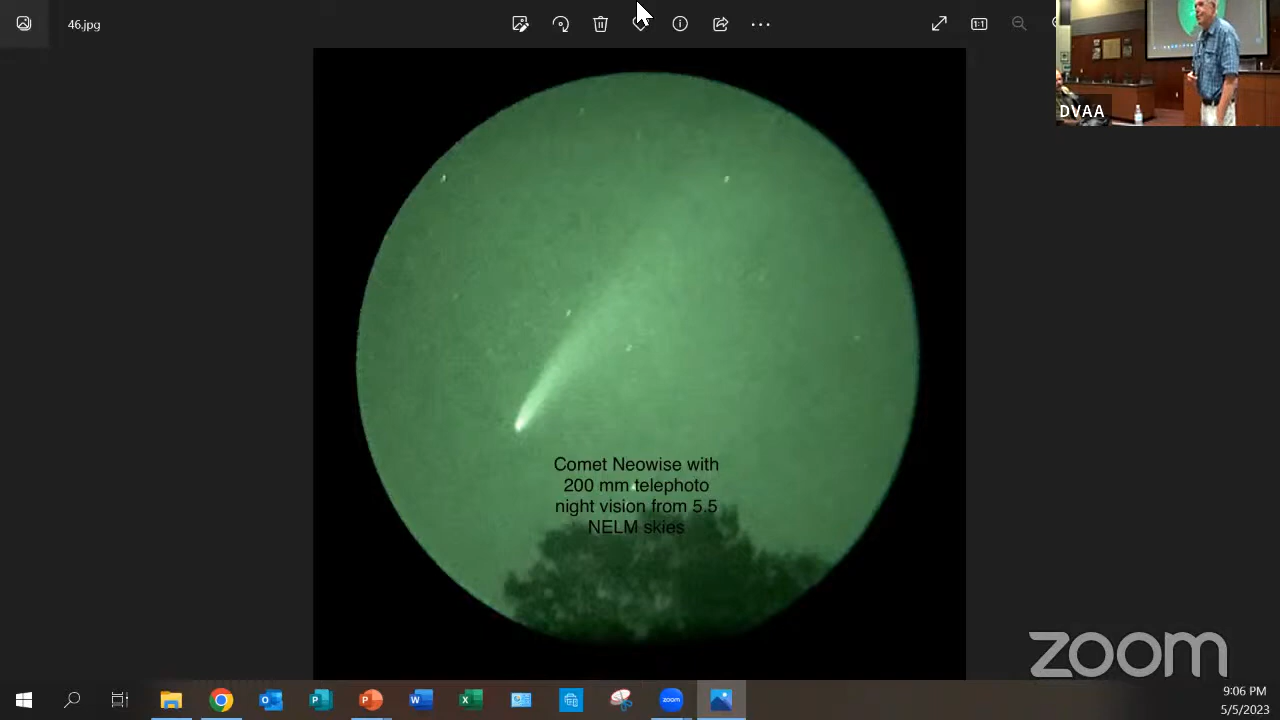 46.jpg
DVAA
Comet Neowise with
200 mm telephoto
night vision from 5.5
NELM skies
zoom
zoom
9:06 PM
5/5/2023